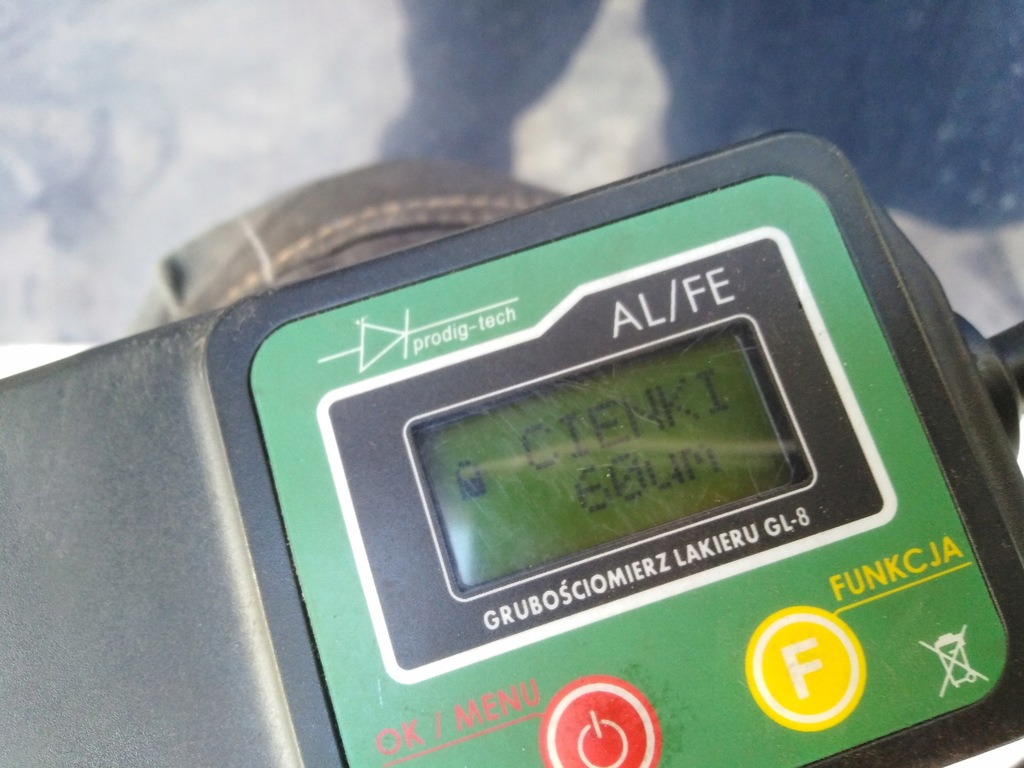 prodig-tech
AL/FE
CIENKI
60um
GRUBOŚCIOMIERZ LAKIERU GL-8
FUNKCJA
F
OK / MENU